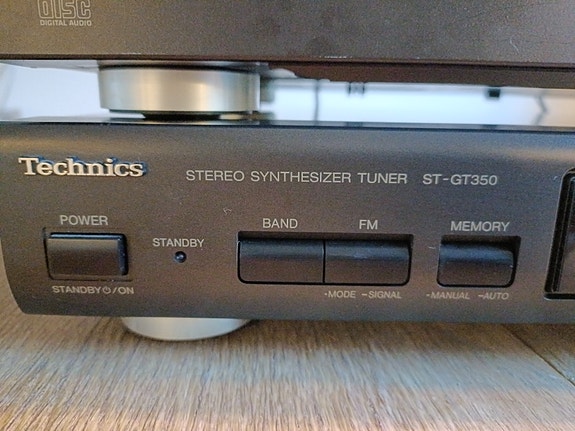 disc
DIGITAL AUDIO
Technics
STEREO SYNTHESIZER TUNER ST-GT350
POWER
STANDBY
BAND
FM
MEMORY
STANDBY⏻/ON
•MODE –SIGNAL
•MANUAL –AUTO